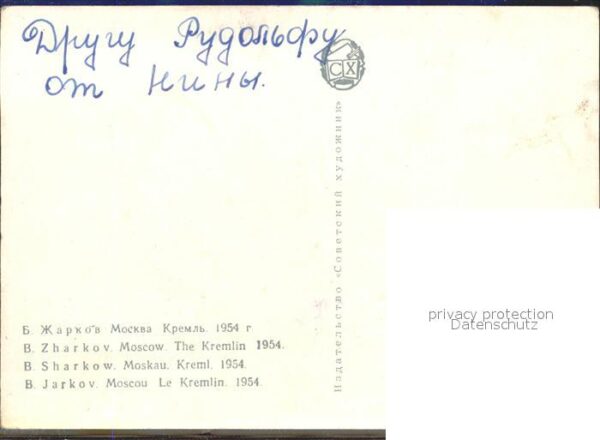 Другу Рудольфу
от Нины.
СХ
Издательство «Советский художник»
privacy protection
Datenschutz
Б. Жарков Москва Кремль. 1954 г
B. Zharkov. Moscow. The Kremlin 1954.
B. Sharkow. Moskau. Kreml. 1954.
B. Jarkov. Moscou Le Kremlin. 1954.